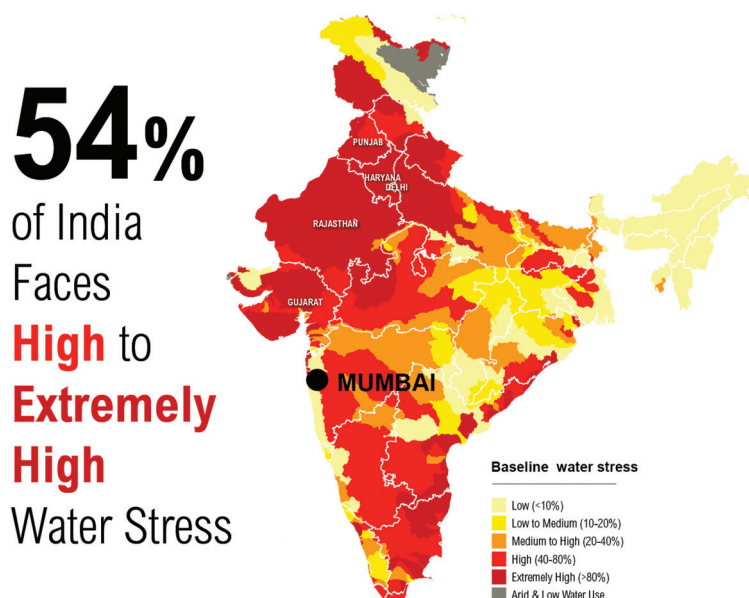 54%
of India
Faces
High to
Extremely
High
Water Stress
PUNJAB
HARYANA
DELHI
RAJASTHAN
GUJARAT
MUMBAI
Baseline water stress
Low (<10%)
Low to Medium (10-20%)
Medium to High (20-40%)
High (40-80%)
Extremely High (>80%)
Arid & Low Water Use